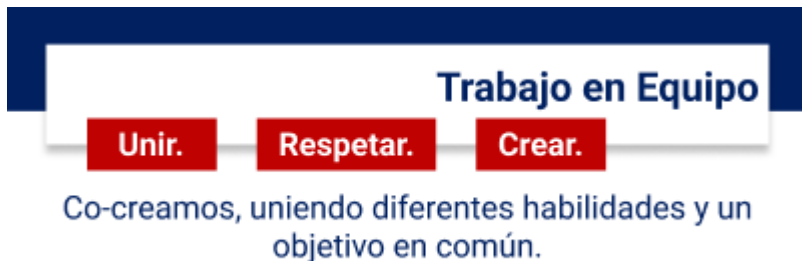 Trabajo en Equipo
Unir. Respetar. Crear.
Co-creamos, uniendo diferentes habilidades y un
objetivo en común.